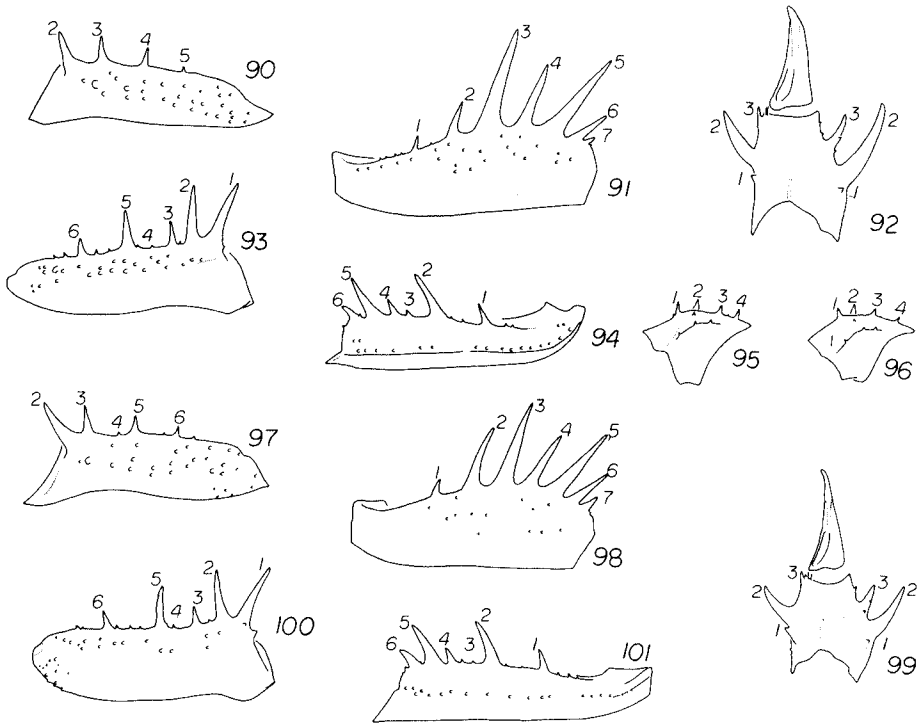 2 3 4 5 90
1 2 3 4 5 6 7 91
2 3 3 2 1 1 92
6 5 4 3 2 1 93
6 5 4 3 2 1 94
1 2 3 4 1 95
1 2 3 4 1 96
2 3 4 5 6 97
1 2 3 4 5 6 7 98
2 3 3 2 1 1 99
6 5 4 3 2 1 100
6 5 4 3 2 1 101